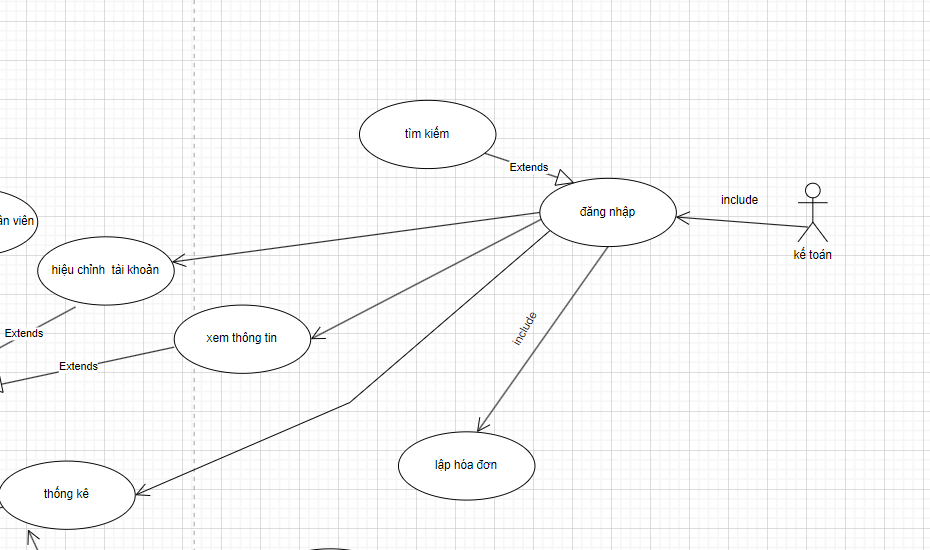 tìm kiếm
Extends
include
ân viên
đăng nhập
kế toán
hiệu chỉnh tài khoản
Extends
xem thông tin
include
Extends
lập hóa đơn
thống kê